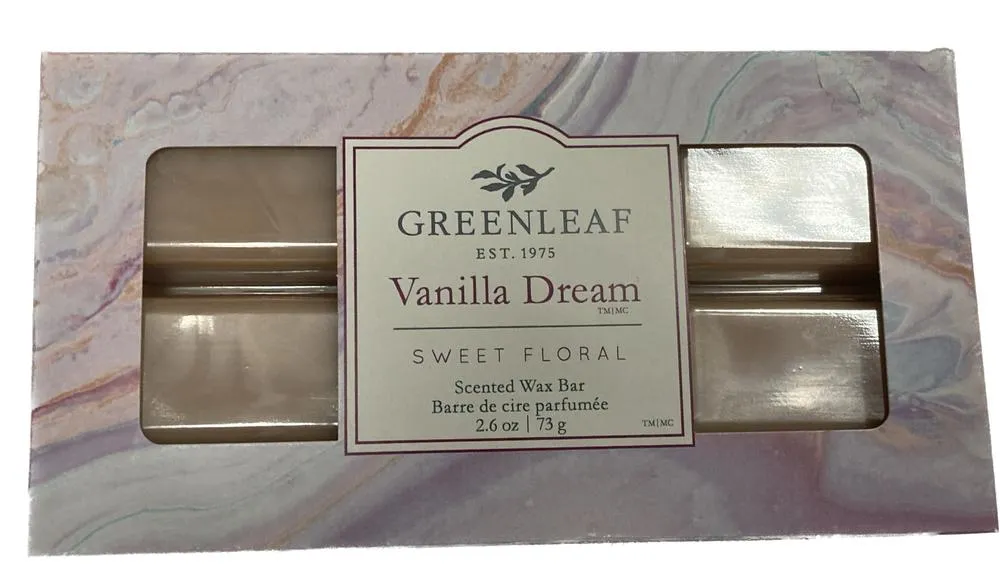 GREENLEAF
EST. 1975
Vanilla Dream
TM|MC
SWEET FLORAL
Scented Wax Bar
Barre de cire parfumée
2.6 oz | 73 g
TM|MC